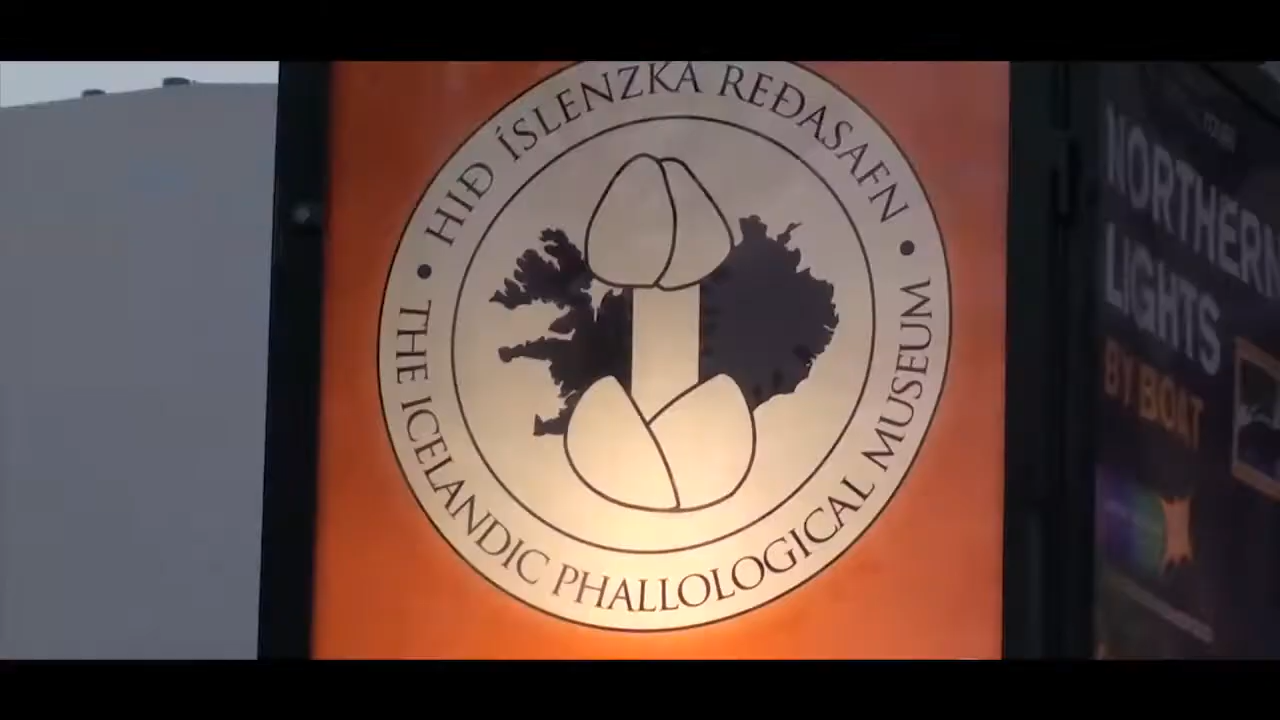 HIÐ ÍSLENZKA REÐASAFN
THE ICELANDIC PHALLOLOGICAL MUSEUM
NORTHERN
LIGHTS
BY BOAT